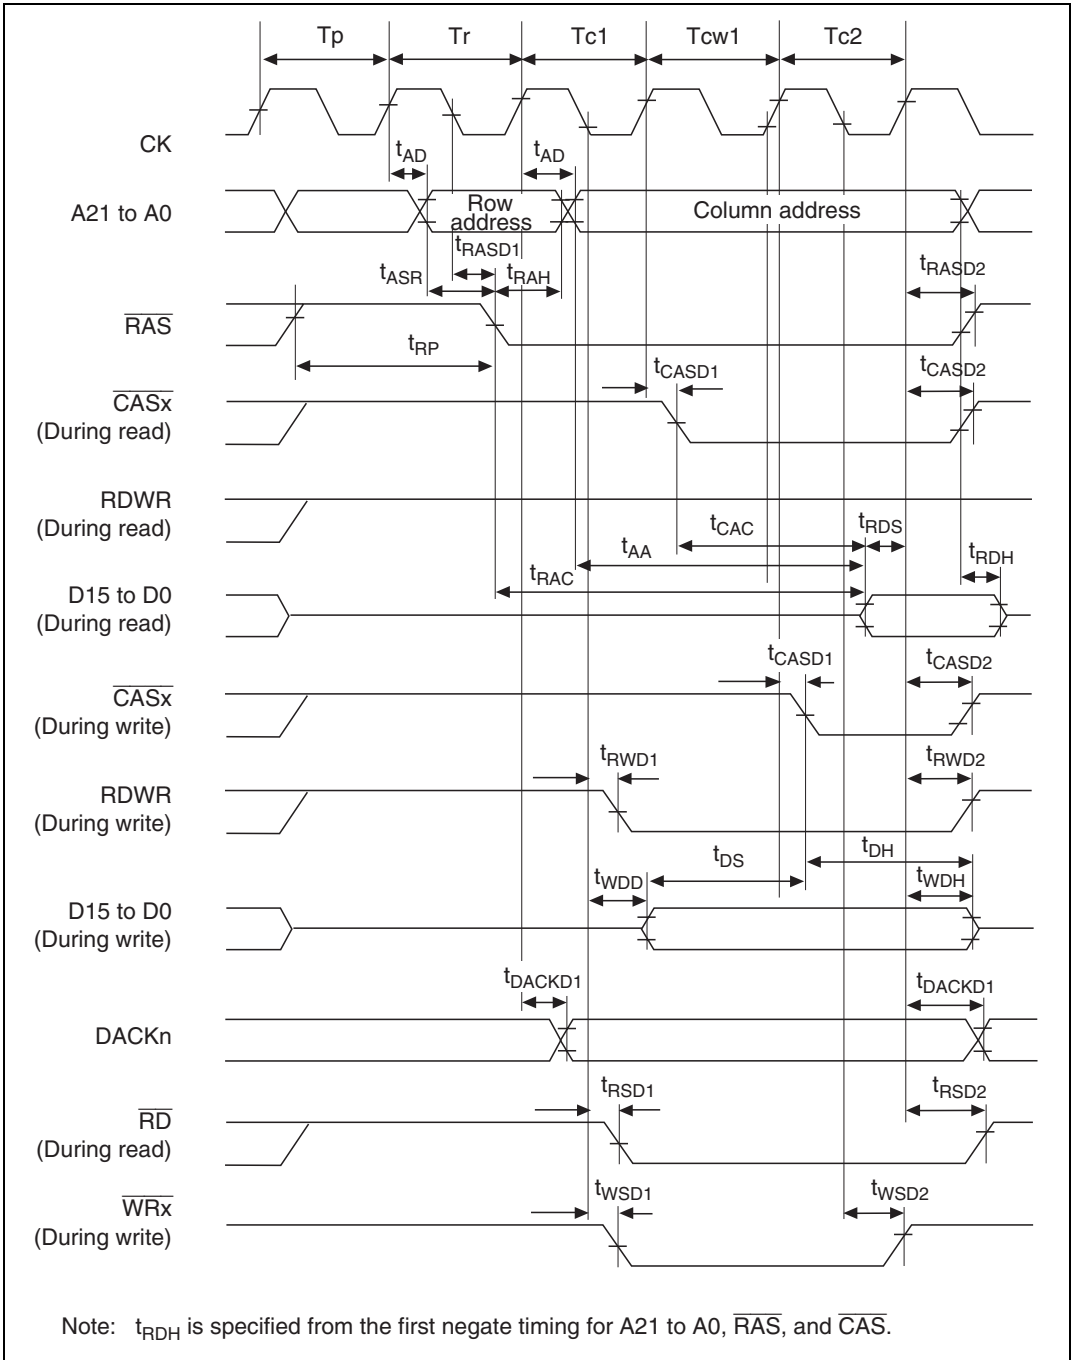 Tp Tr Tc1 Tcw1 Tc2
CK
tAD tAD
A21 to A0
Row
address
Column address
tRASD1
tASR tRAH
tRASD2
RAS
tRP
tCASD1 tCASD2
CASx
(During read)
RDWR
(During read)
tCAC tRDS
tAA
tRDH
tRAC
D15 to D0
(During read)
tCASD1 tCASD2
CASx
(During write)
tRWD1 tRWD2
RDWR
(During write)
tDS tDH
tWDD tWDH
D15 to D0
(During write)
tDACKD1 tDACKD1
DACKn
tRSD1 tRSD2
RD
(During read)
tWSD1 tWSD2
WRx
(During write)
Note: tRDH is specified from the first negate timing for A21 to A0, RAS, and CAS.